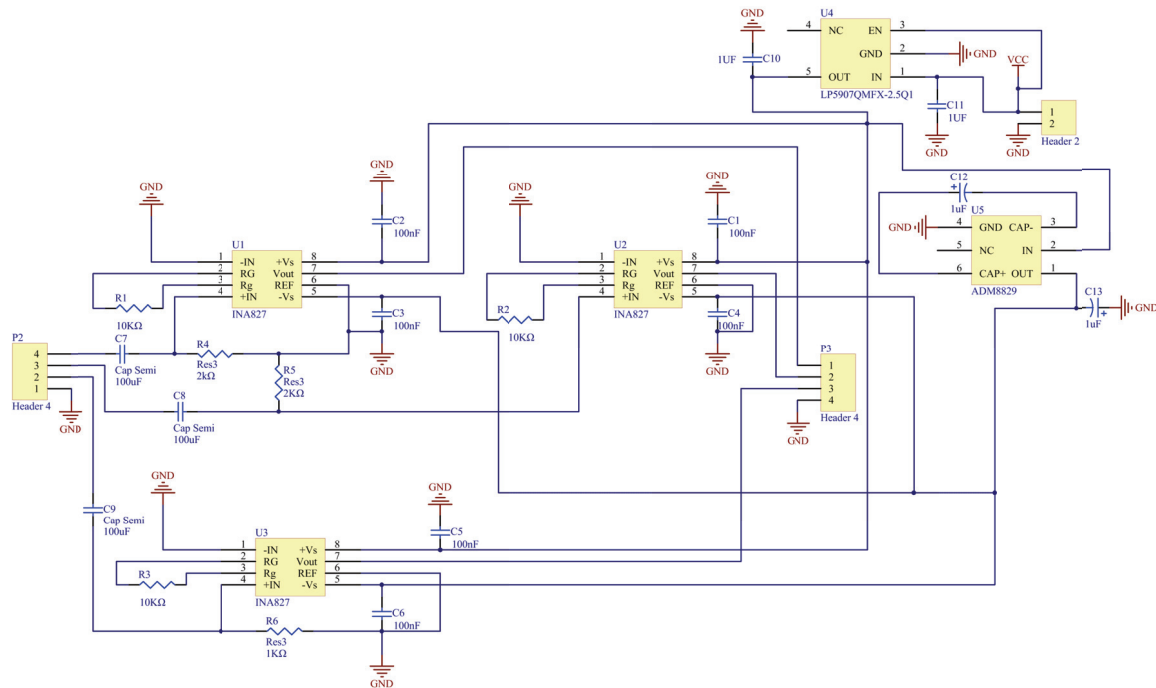 GND
U4
4 NC EN 3
GND 2 GND
5 OUT IN 1
LP5907QMFX-2.5Q1
1UF C10
VCC
C11
1UF
1
2
Header 2
GND
GND
C12
1uF
U5
GND 4 GND CAP- 3
5 NC IN 2
6 CAP+ OUT 1
ADM8829
C13
1uF
GND
GND
GND
C2
100nF
U1
1 -IN +Vs 8
2 RG Vout 7
3 Rg REF 6
4 +IN -Vs 5
INA827
R1
10KΩ
C3
100nF
GND
GND
GND
C1
100nF
U2
1 -IN +Vs 8
2 RG Vout 7
3 Rg REF 6
4 +IN -Vs 5
INA827
R2
10KΩ
C4
100nF
GND
P2
4
3
2
1
Header 4
GND
C7
Cap Semi
100uF
R4
Res3
2kΩ
R5
Res3
2KΩ
C8
Cap Semi
100uF
P3
1
2
3
4
Header 4
GND
C9
Cap Semi
100uF
GND
GND
C5
100nF
U3
1 -IN +Vs 8
2 RG Vout 7
3 Rg REF 6
4 +IN -Vs 5
INA827
R3
10KΩ
R6
Res3
1KΩ
C6
100nF
GND